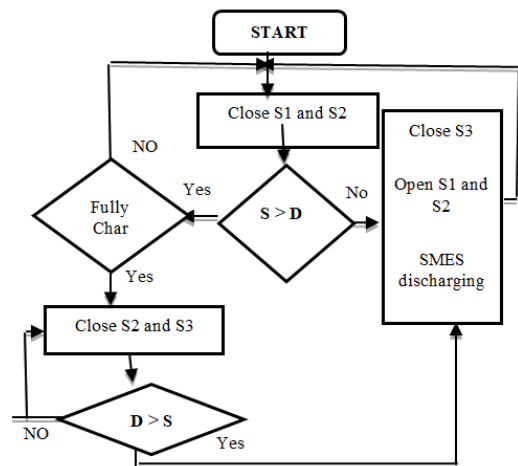 START
Close S1 and S2
NO
Yes
S > D
No
Fully
Char
Close S3
Open S1 and
S2
SMES
discharging
Yes
Close S2 and S3
D > S
NO
Yes